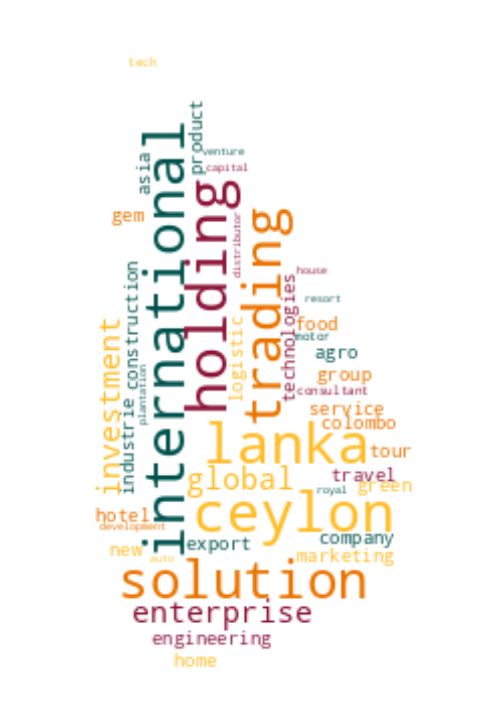 tech
product
international
venture
asia
capital
holding
gem
trading
distributor
construction
house
technologies
resort
investment
logistic
food
motor
industrie
agro
plantation
group
consultant
service
colombo
lanka
tour
global
travel
green
royal
ceylon
hotel
development
export
company
new
auto
marketing
solution
enterprise
engineering
home